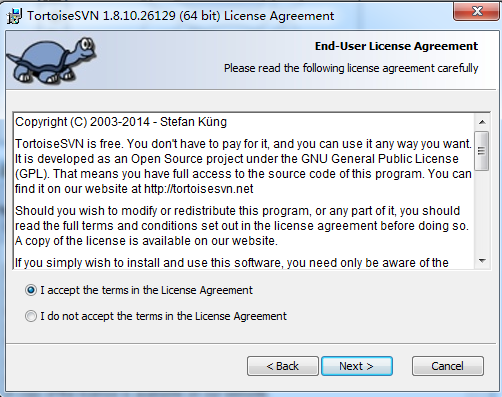 TortoiseSVN 1.8.10.26129 (64 bit) License Agreement
End-User License Agreement
Please read the following license agreement carefully
Copyright (C) 2003-2014 - Stefan Küng
TortoiseSVN is free. You don't have to pay for it, and you can use it any way you want.
It is developed as an Open Source project under the GNU General Public License
(GPL). That means you have full access to the source code of this program. You can
find it on our website at http://tortoisesvn.net
Should you wish to modify or redistribute this program, or any part of it, you should
read the full terms and conditions set out in the license agreement before doing so.
A copy of the license is available on our website.
If you simply wish to install and use this software, you need only be aware of the
I accept the terms in the License Agreement
I do not accept the terms in the License Agreement
< Back Next > Cancel